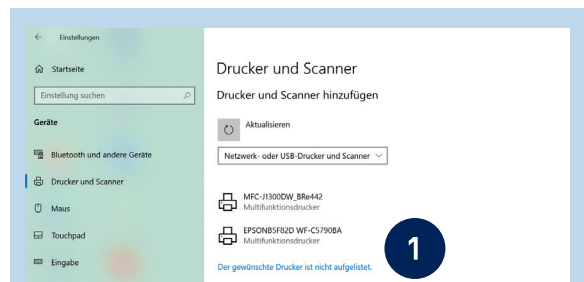 Einstellungen
Startseite
Einstellung suchen
Geräte
Bluetooth und andere Geräte
Drucker und Scanner
Maus
Touchpad
Eingabe
Drucker und Scanner
Drucker und Scanner hinzufügen
Aktualisieren
Netzwerk- oder USB-Drucker und Scanner
MFC-J1300DW_BRe442
Multifunktionsdrucker
EPSONB5F82D WF-C5790BA
Multifunktionsdrucker
1
Der gewünschte Drucker ist nicht aufgelistet.